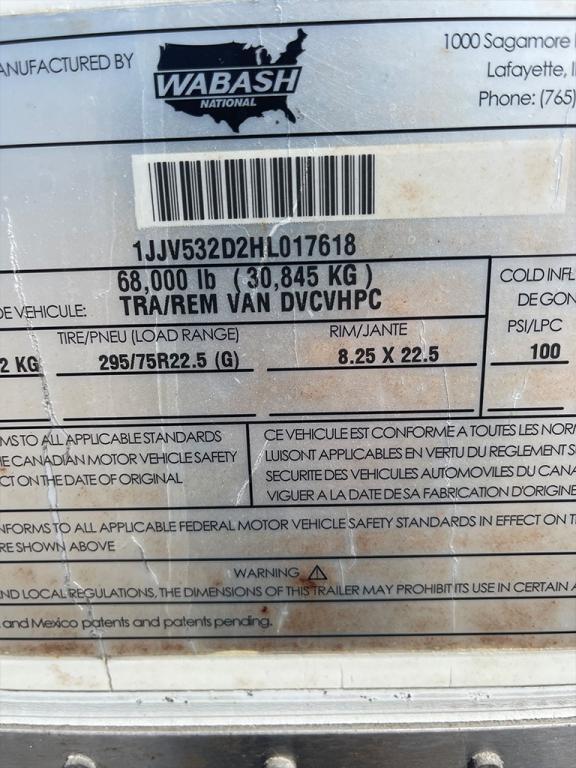 ANUFACTURED BY
WABASH
NATIONAL
1000 Sagamore
Lafayette, I
Phone: (765)
1JJV532D2HL017618
68,000 lb (30,845 KG)
DE VEHICULE: TRA/REM VAN DVCVHPC
COLD INFL
DE GON
TIRE/PNEU (LOAD RANGE) RIM/JANTE PSI/LPC
2 KG 295/75R22.5 (G) 8.25 X 22.5 100
MS TO ALL APPLICABLE STANDARDS
HE CANADIAN MOTOR VEHICLE SAFETY
CT ON THE DATE OF ORIGINAL
CE VEHICULE EST CONFORME A TOUTES LES NOR
LUISONT APPLICABLES EN VERTU DU REGLEMENT S
SECURITE DES VEHICULES AUTOMOVILES DU CANA
VIGUER A LA DATE DE SA FABRICATION D'ORIGINE
NFORMS TO ALL APPLICABLE FEDERAL MOTOR VEHICLE SAFETY STANDARDS IN EFFECT ON T
RE SHOWN ABOVE
WARNING
AND LOCAL REGULATIONS, THE DIMENSIONS OF THIS TRAILER MAY PROHIBIT ITS USE IN CERTAIN A
. and Mexico patents and patents pending.